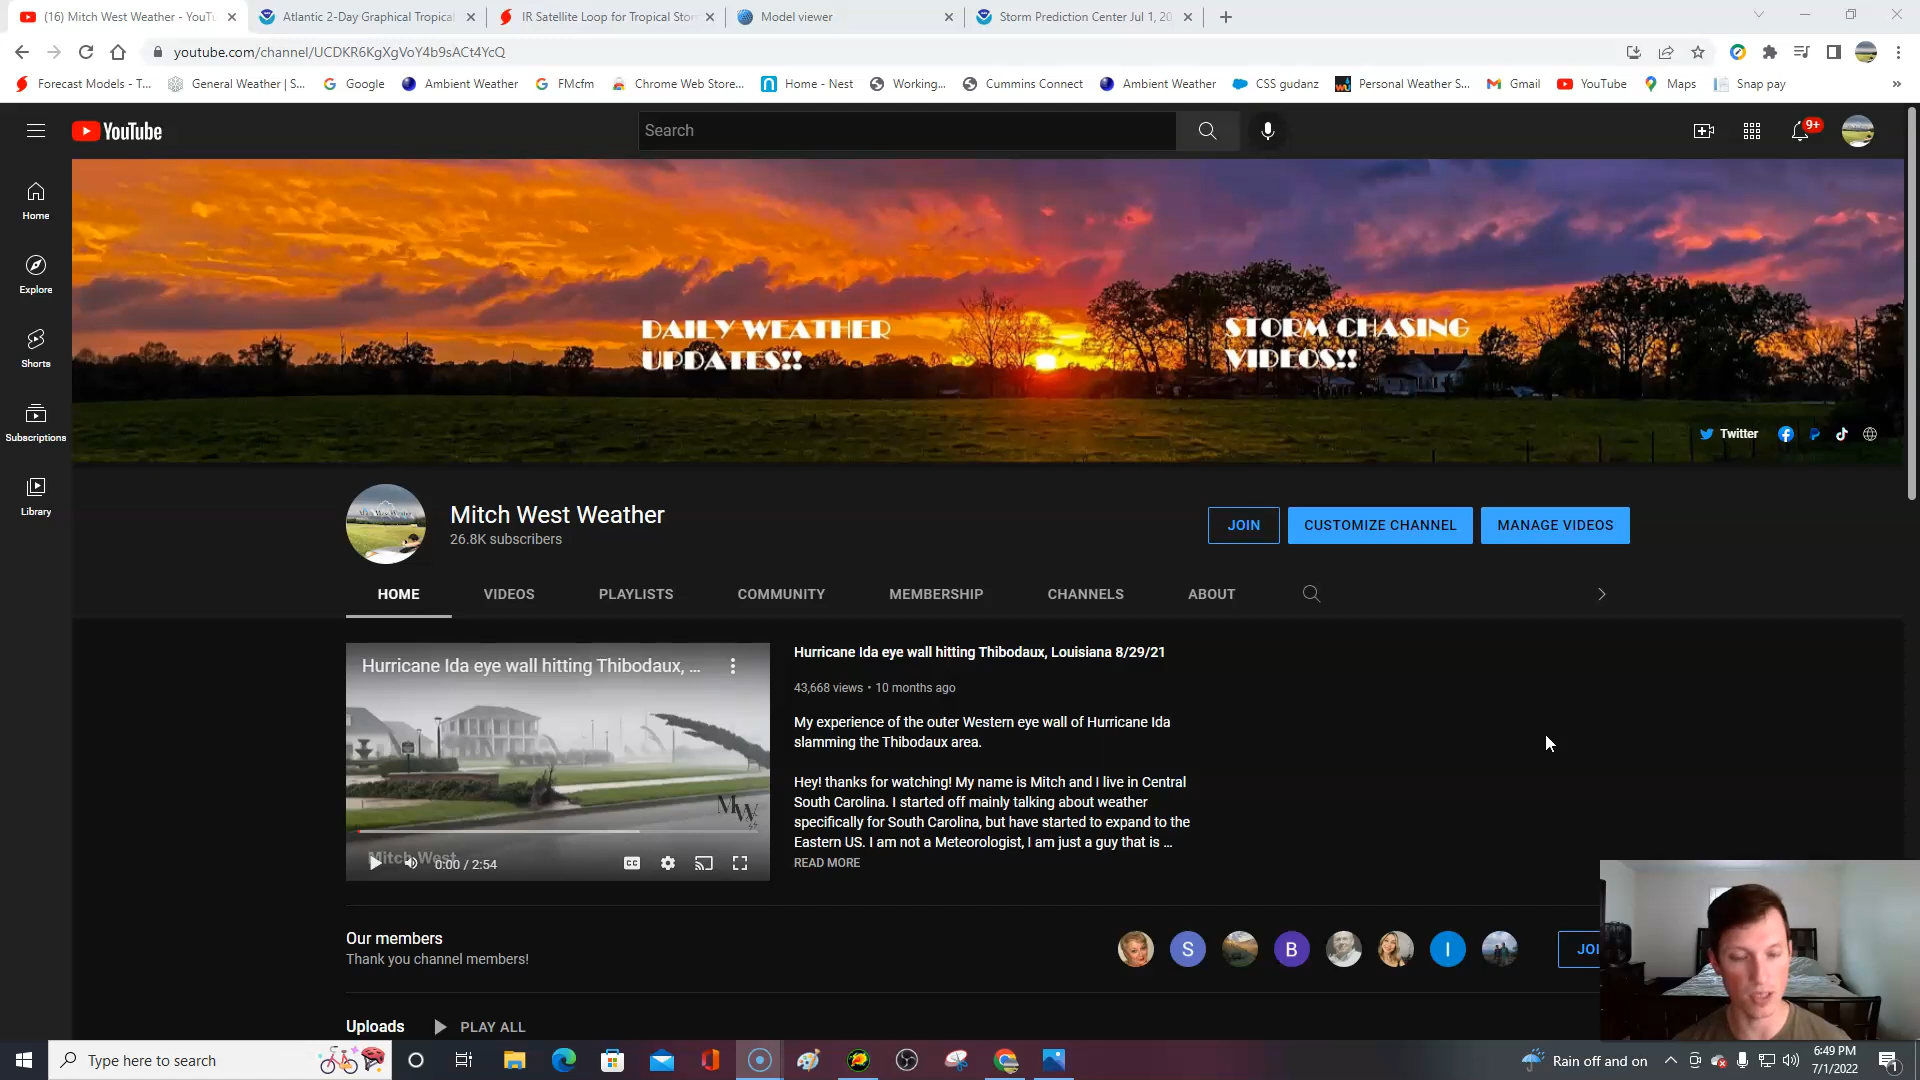 (16) Mitch West Weather - YouTu
Atlantic 2-Day Graphical Tropical
IR Satellite Loop for Tropical Stor
Model viewer
Storm Prediction Center Jul 1, 20
youtube.com/channel/UCDKR6KgXgVoY4b9sACt4YcQ
Forecast Models - T...
General Weather | S...
Google
Ambient Weather
FMcfm
Chrome Web Store...
Home - Nest
Working...
Cummins Connect
Ambient Weather
CSS gudanz
Personal Weather S...
Gmail
YouTube
Maps
Snap pay
YouTube
Search
9+
Home
Explore
Shorts
Subscriptions
Library
DAILY WEATHER
UPDATES!!
STORM CHASING
VIDEOS!!
Twitter
Mitch West Weather
26.8K subscribers
JOIN
CUSTOMIZE CHANNEL
MANAGE VIDEOS
HOME
VIDEOS
PLAYLISTS
COMMUNITY
MEMBERSHIP
CHANNELS
ABOUT
Hurricane Ida eye wall hitting Thibodaux, ...
MW
Mitch West
0:00 / 2:54
CC
Hurricane Ida eye wall hitting Thibodaux, Louisiana 8/29/21
43,668 views • 10 months ago
My experience of the outer Western eye wall of Hurricane Ida
slamming the Thibodaux area.
Hey! thanks for watching! My name is Mitch and I live in Central
South Carolina. I started off mainly talking about weather
specifically for South Carolina, but have started to expand to the
Eastern US. I am not a Meteorologist, I am just a guy that is ...
READ MORE
Our members
Thank you channel members!
S
B
I
JOI
Uploads
PLAY ALL
Type here to search
Rain off and on
6:49 PM
7/1/2022
1